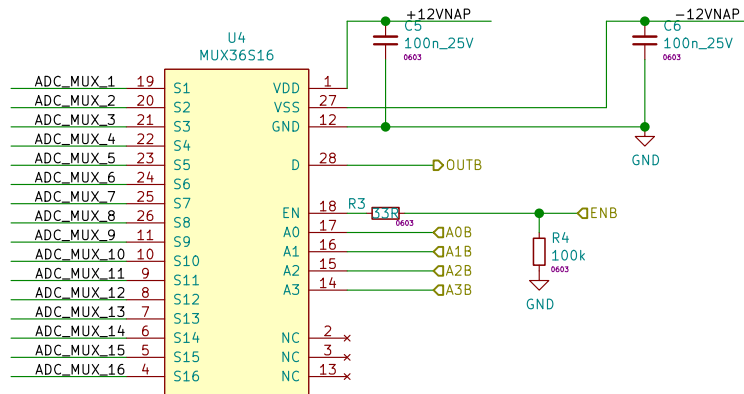 +12VNAP
-12VNAP
U4
MUX36S16
C5
100n_25V
0603
C6
100n_25V
0603
ADC_MUX_1 19 S1 VDD 1
ADC_MUX_2 20 S2 VSS 27
ADC_MUX_3 21 S3 GND 12
ADC_MUX_4 22 S4
GND
ADC_MUX_5 23 S5 D 28 OUTB
ADC_MUX_6 24 S6
ADC_MUX_7 25 S7
ADC_MUX_8 26 S8 EN 18 R3 33R 0603 ENB
ADC_MUX_9 11 S9 A0 17 A0B
ADC_MUX_10 10 S10 A1 16 A1B
R4
100k
0603
ADC_MUX_11 9 S11 A2 15 A2B
ADC_MUX_12 8 S12 A3 14 A3B
GND
ADC_MUX_13 7 S13
ADC_MUX_14 6 S14 NC 2
ADC_MUX_15 5 S15 NC 3
ADC_MUX_16 4 S16 NC 13